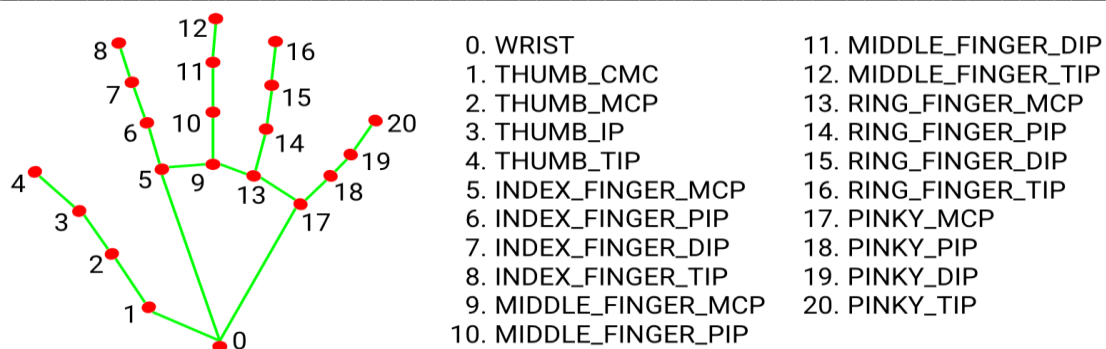 12
8
16
11
7
15
10
20
6
14
19
4
5
9
18
13
3
17
2
1
0
0. WRIST
1. THUMB_CMC
2. THUMB_MCP
3. THUMB_IP
4. THUMB_TIP
5. INDEX_FINGER_MCP
6. INDEX_FINGER_PIP
7. INDEX_FINGER_DIP
8. INDEX_FINGER_TIP
9. MIDDLE_FINGER_MCP
10. MIDDLE_FINGER_PIP
11. MIDDLE_FINGER_DIP
12. MIDDLE_FINGER_TIP
13. RING_FINGER_MCP
14. RING_FINGER_PIP
15. RING_FINGER_DIP
16. RING_FINGER_TIP
17. PINKY_MCP
18. PINKY_PIP
19. PINKY_DIP
20. PINKY_TIP